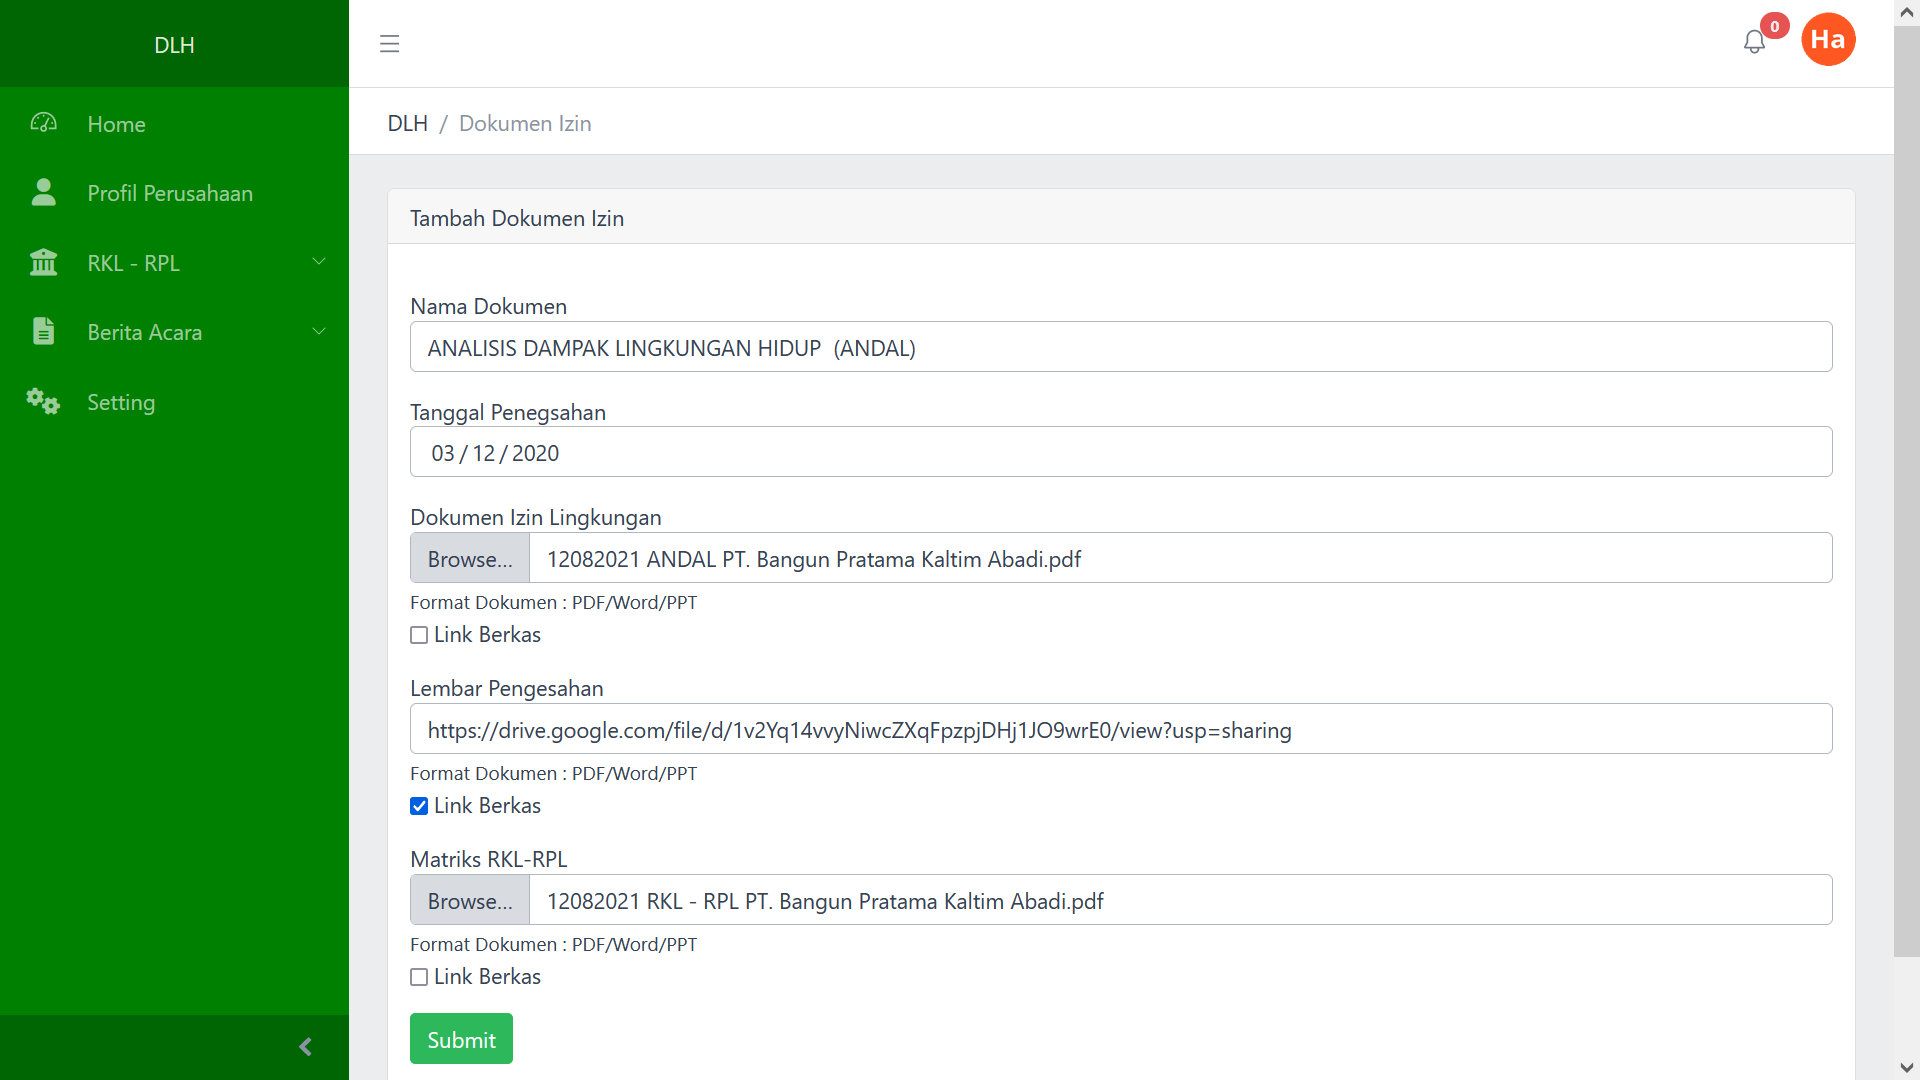 DLH
Home
Profil Perusahaan
RKL - RPL
Berita Acara
Setting
0
Ha
DLH / Dokumen Izin
Tambah Dokumen Izin
Nama Dokumen
ANALISIS DAMPAK LINGKUNGAN HIDUP  (ANDAL)
Tanggal Penegsahan
03 / 12 / 2020
Dokumen Izin Lingkungan
Browse... 12082021 ANDAL PT. Bangun Pratama Kaltim Abadi.pdf
Format Dokumen : PDF/Word/PPT
Link Berkas
Lembar Pengesahan
https://drive.google.com/file/d/1v2Yq14vvyNiwcZXqFpzpjDHj1JO9wrE0/view?usp=sharing
Format Dokumen : PDF/Word/PPT
Link Berkas
Matriks RKL-RPL
Browse... 12082021 RKL - RPL PT. Bangun Pratama Kaltim Abadi.pdf
Format Dokumen : PDF/Word/PPT
Link Berkas
Submit